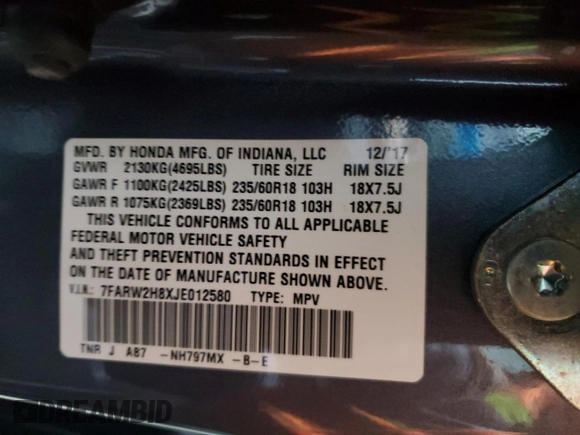 MFD. BY HONDA MFG. OF INDIANA, LLC 12/'17
GVWR 2130KG(4695LBS) TIRE SIZE RIM SIZE
GAWR F 1100KG(2425LBS) 235/60R18 103H 18X7.5J
GAWR R 1075KG(2369LBS) 235/60R18 103H 18X7.5J
THIS VEHICLE CONFORMS TO ALL APPLICABLE
FEDERAL MOTOR VEHICLE SAFETY
AND THEFT PREVENTION STANDARDS IN EFFECT
ON THE DATE OF MANUFACTURE SHOWN ABOVE.
V.I.N.: 7FARW2H8XJE012580 TYPE: MPV
TNR J A87 -NH797MX -B-E
DREAMBID